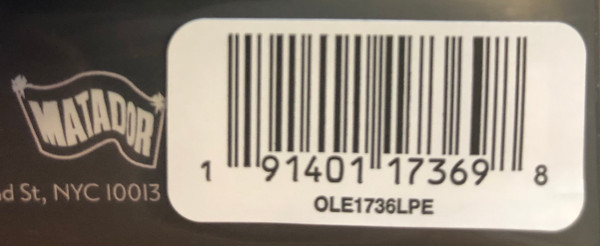 MATADOR
St, NYC 10013
1 91401 17369 8
OLE1736LPE